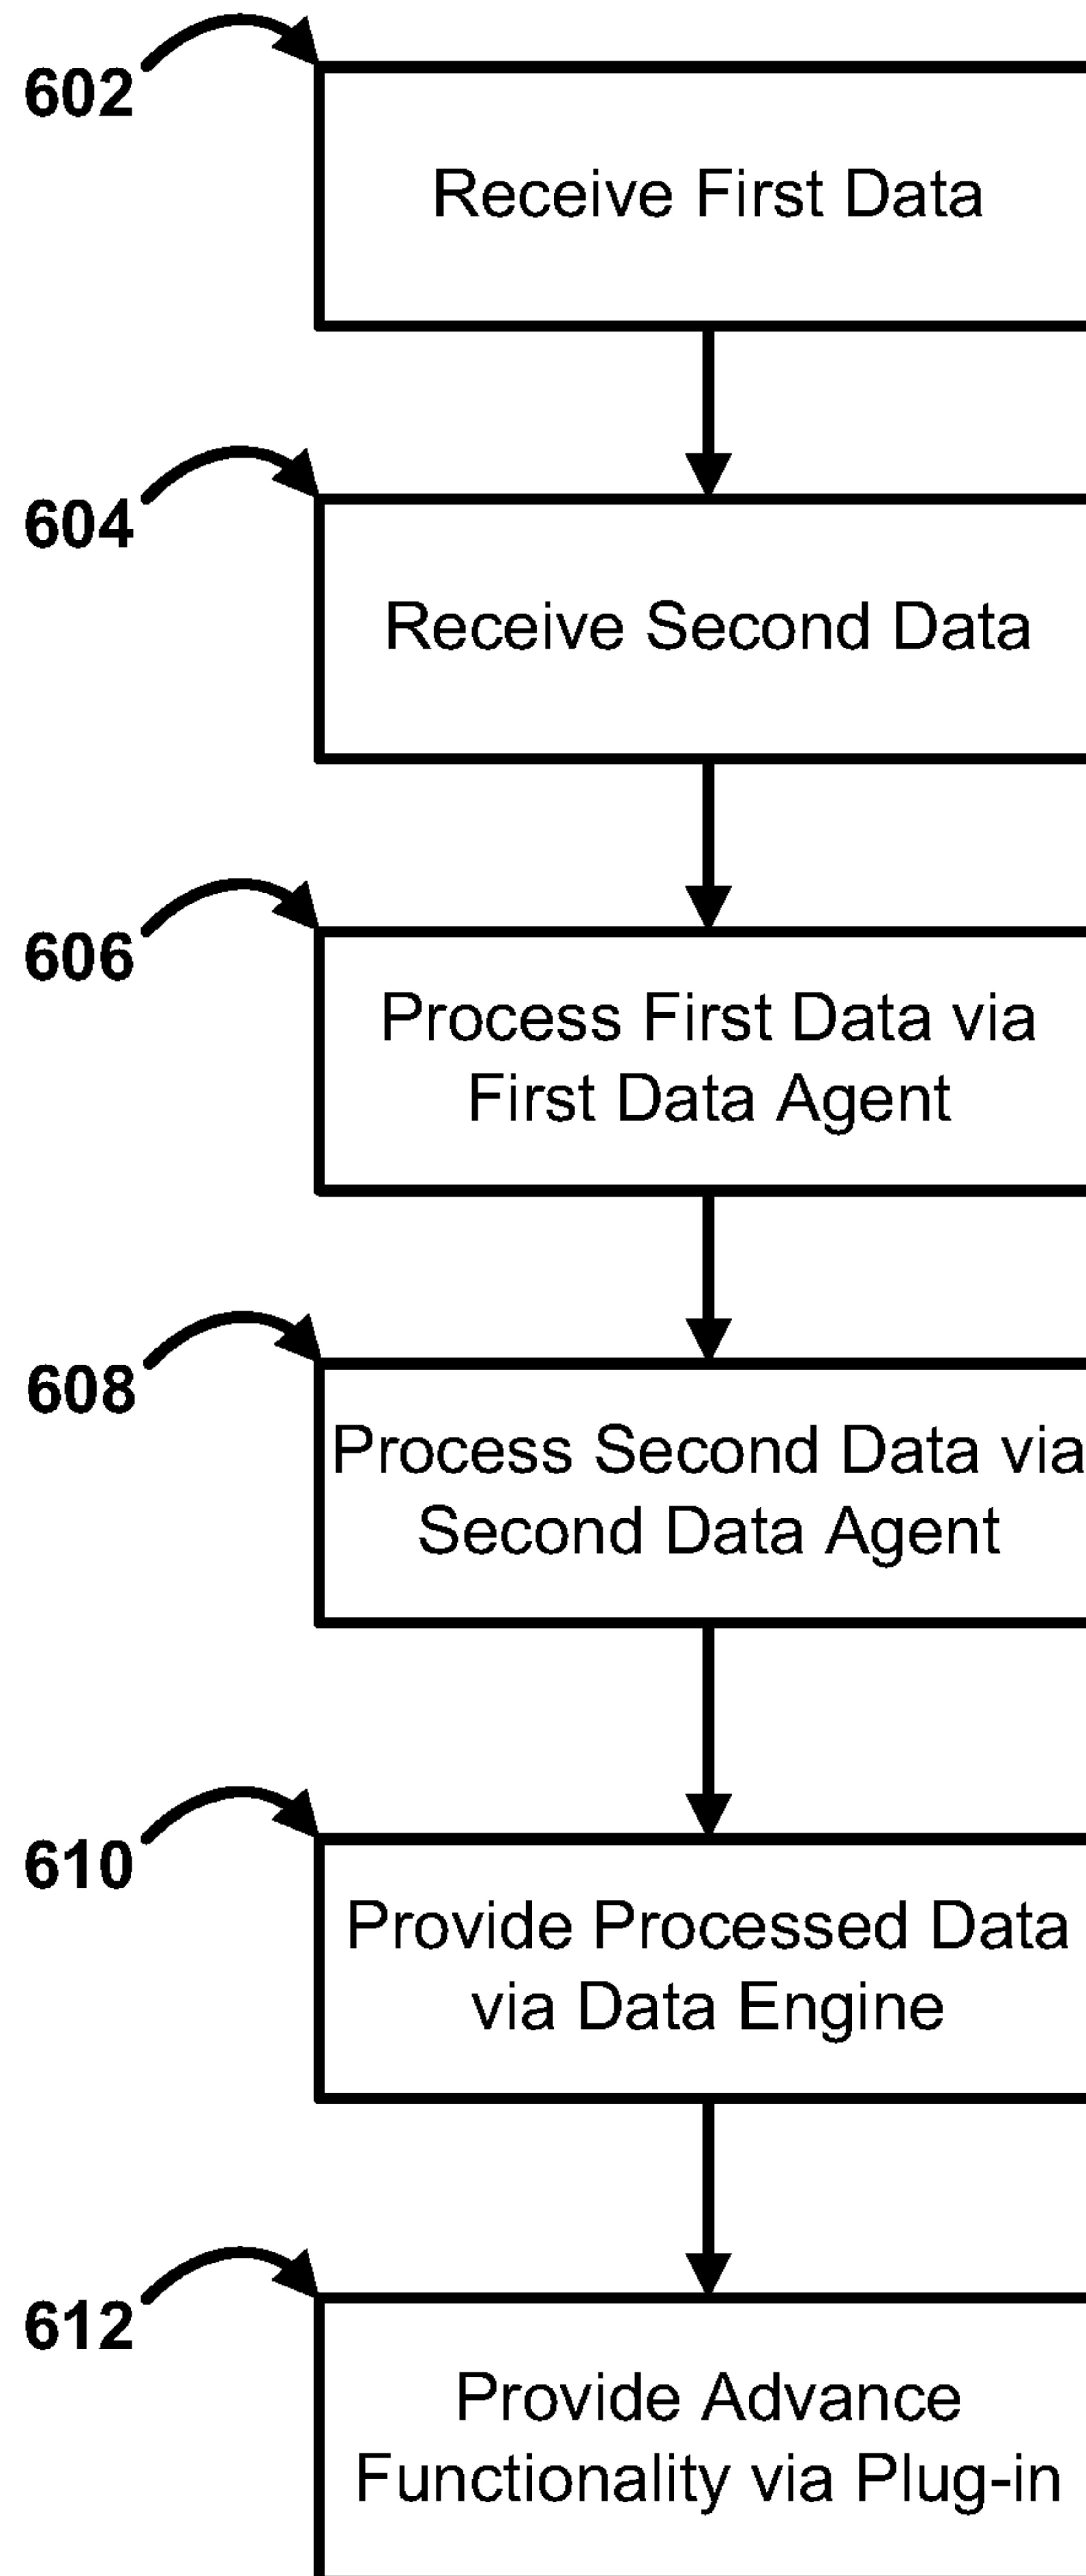 602
Receive First Data
604
Receive Second Data
606
Process First Data via
First Data Agent
608
Process Second Data via
Second Data Agent
610
Provide Processed Data
via Data Engine
612
Provide Advance
Functionality via Plug-in